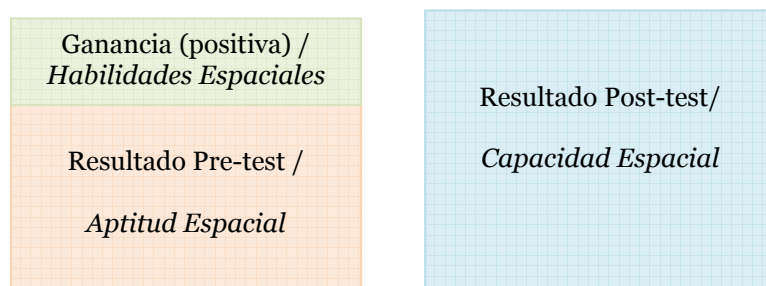 Ganancia (positiva) /
Habilidades Espaciales
Resultado Pre-test /
Aptitud Espacial
Resultado Post-test/
Capacidad Espacial